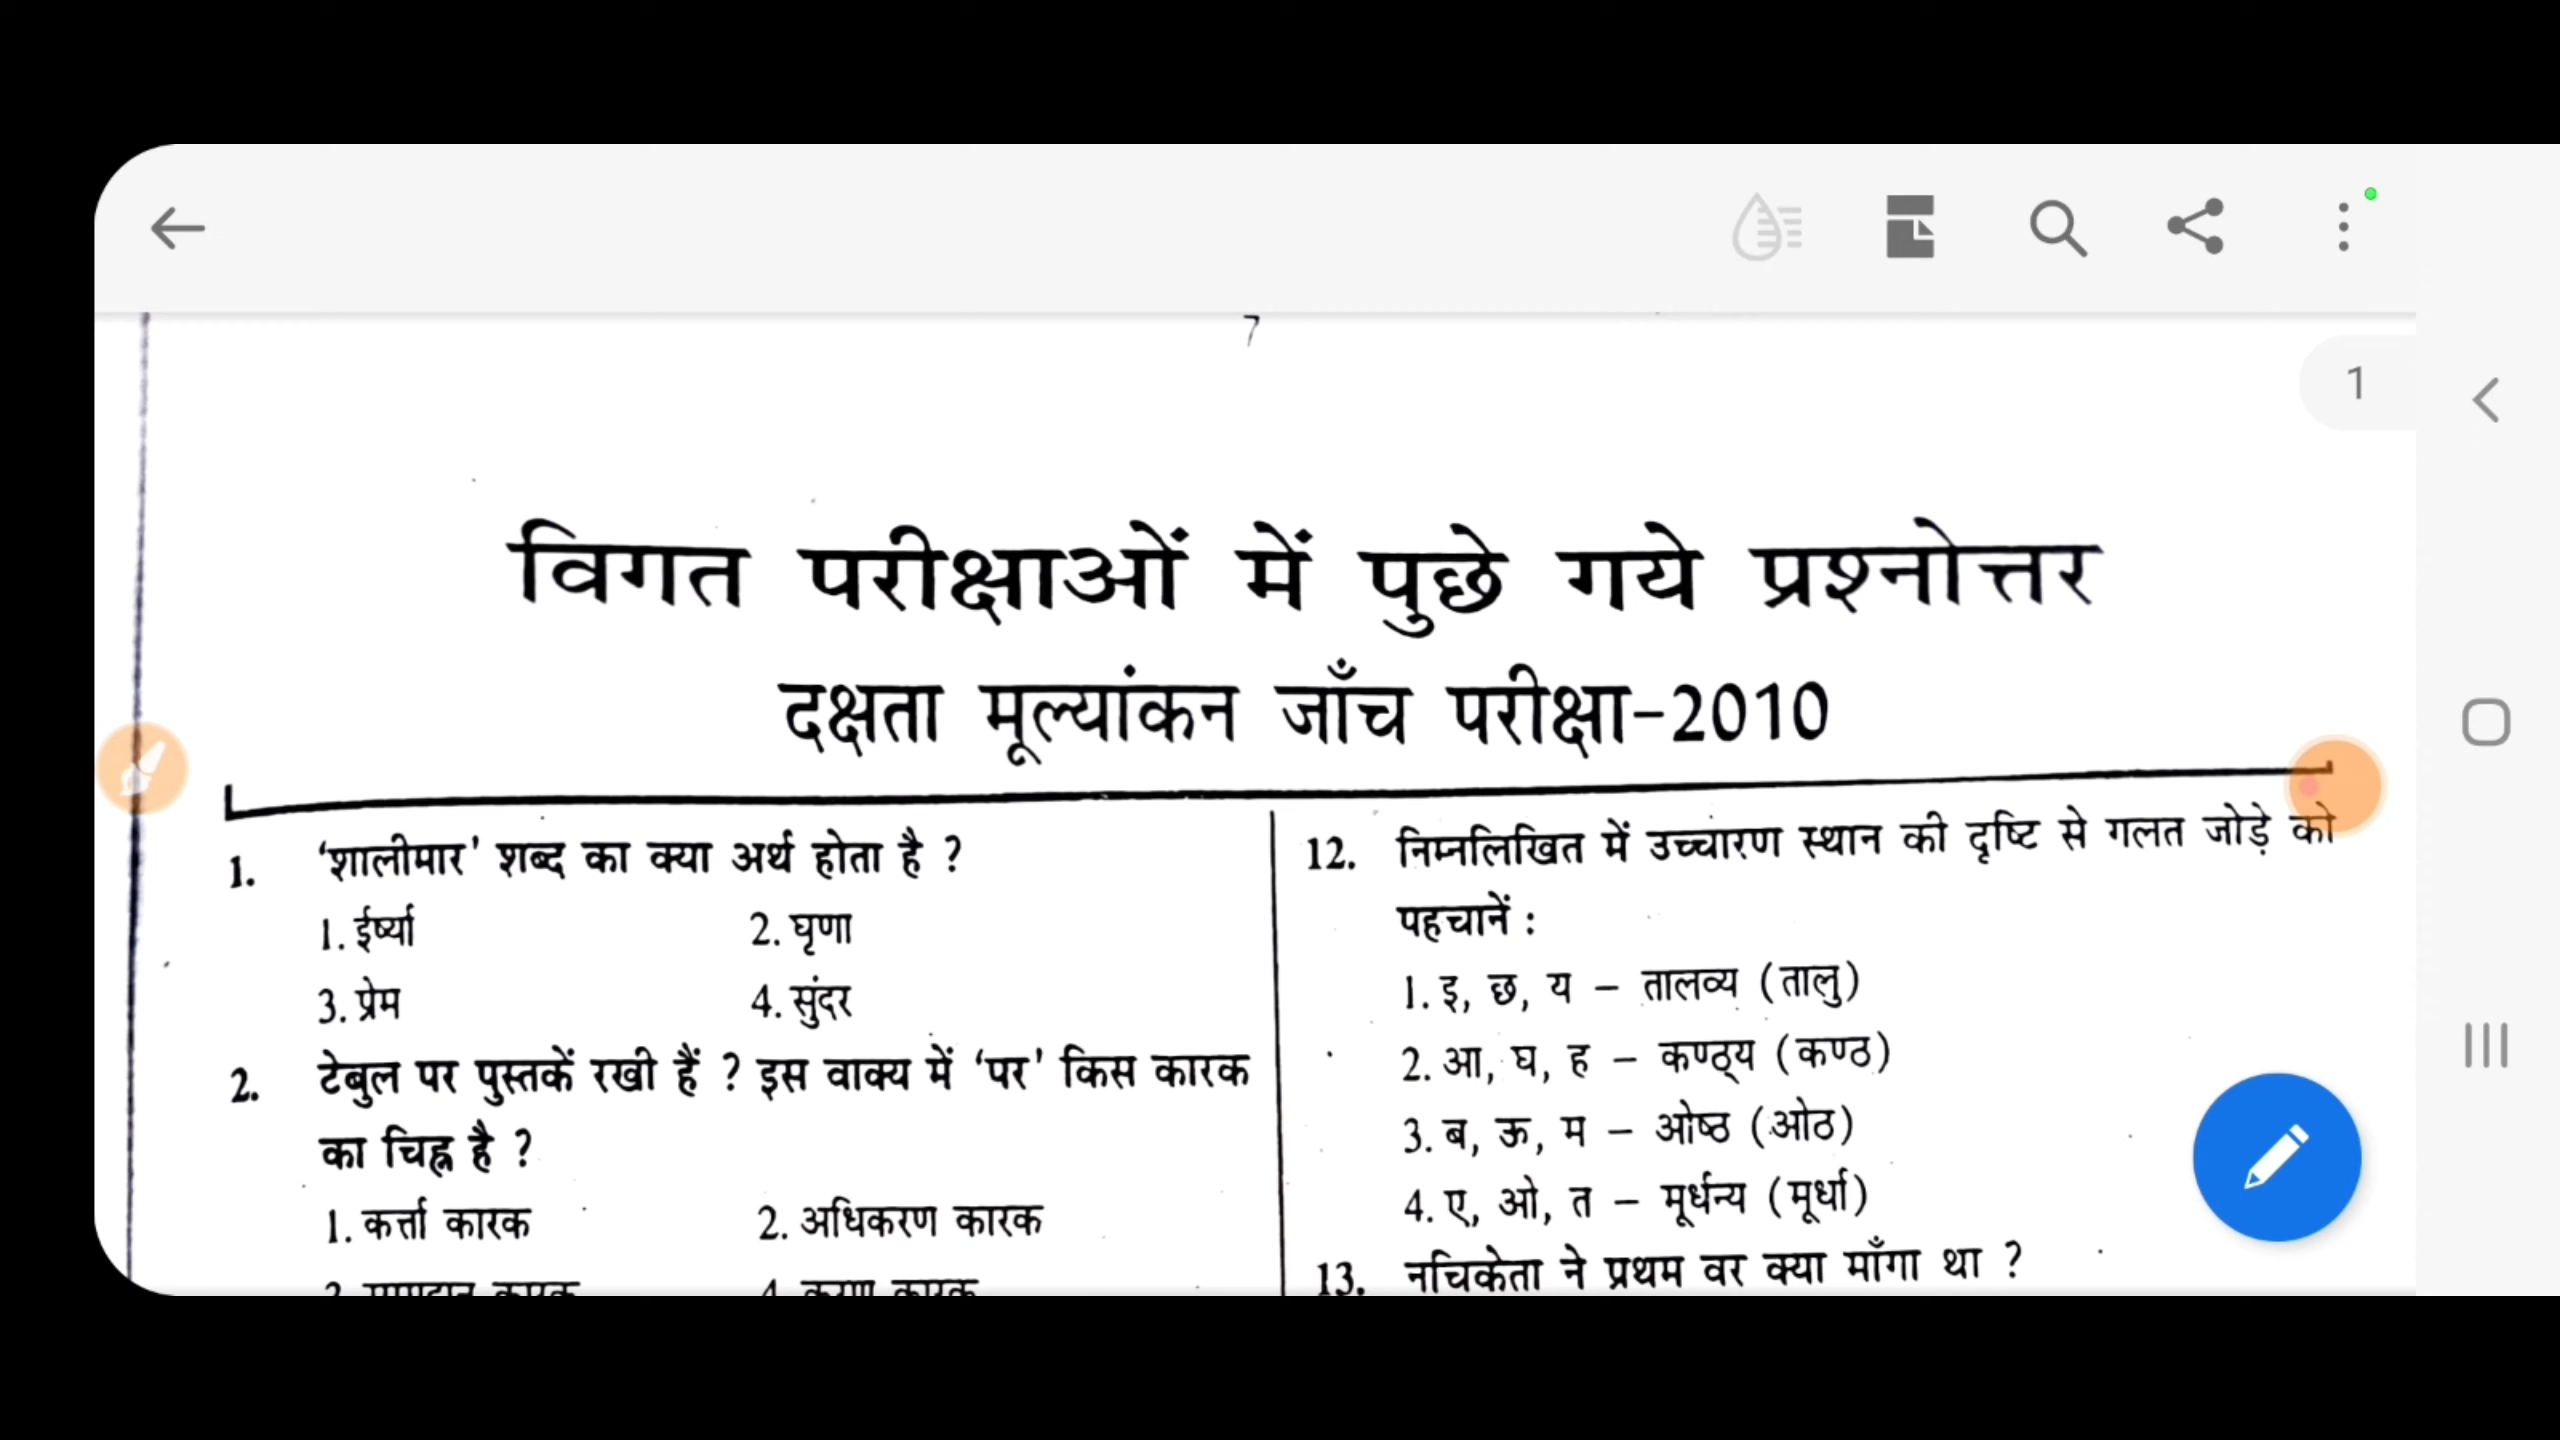 7
1
विगत परीक्षाओं में पुछे गये प्रश्नोत्तर
दक्षता मूल्यांकन जाँच परीक्षा-2010
1. 'शालीमार' शब्द का क्या अर्थ होता है ?
1. ईर्ष्या 2. घृणा
3. प्रेम 4. सुंदर
2. टेबुल पर पुस्तकें रखी हैं ? इस वाक्य में 'पर' किस कारक
का चिह्न है ?
1. कर्त्ता कारक 2. अधिकरण कारक
12. निम्नलिखित में उच्चारण स्थान की दृष्टि से गलत जोड़े को
पहचानें :
1. इ, छ, य – तालव्य (तालु)
2. आ, घ, ह – कण्ठ्य (कण्ठ)
3. ब, ऊ, म – ओष्ठ (ओठ)
4. ए, ओ, त – मूर्धन्य (मूर्धा)
13. नचिकेता ने प्रथम वर क्या माँगा था ?